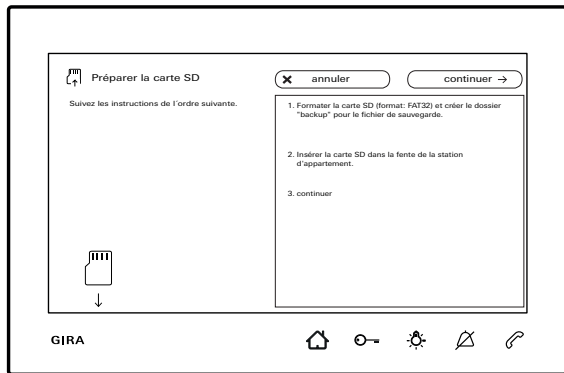 Préparer la carte SD
annuler
continuer
Suivez les instructions de l´ordre suivante.
1. Formater la carte SD (format: FAT32) et créer le dossier
"backup" pour le fichier de sauvegarde.
2. Insérer la carte SD dans la fente de la station
d'appartement.
3. continuer
GIRA